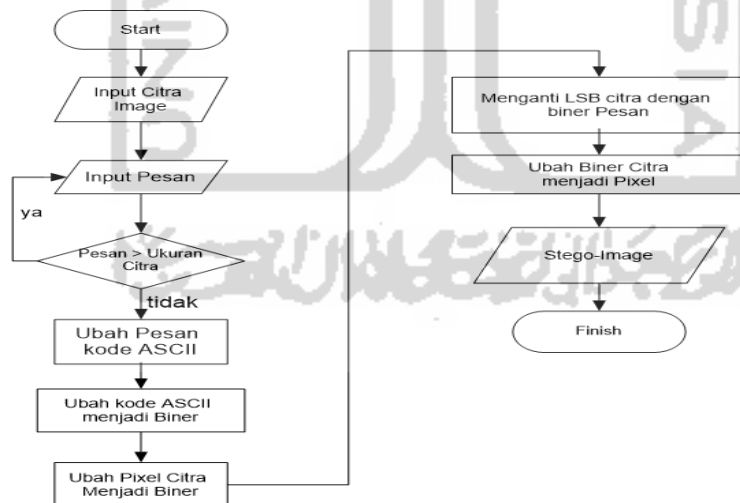 Start
Input Citra
Image
Input Pesan
ya
Pesan > Ukuran
Citra
tidak
Ubah Pesan
kode ASCII
Ubah kode ASCII
menjadi Biner
Ubah Pixel Citra
Menjadi Biner
Menganti LSB citra dengan
biner Pesan
Ubah Biner Citra
menjadi Pixel
Stego-Image
Finish